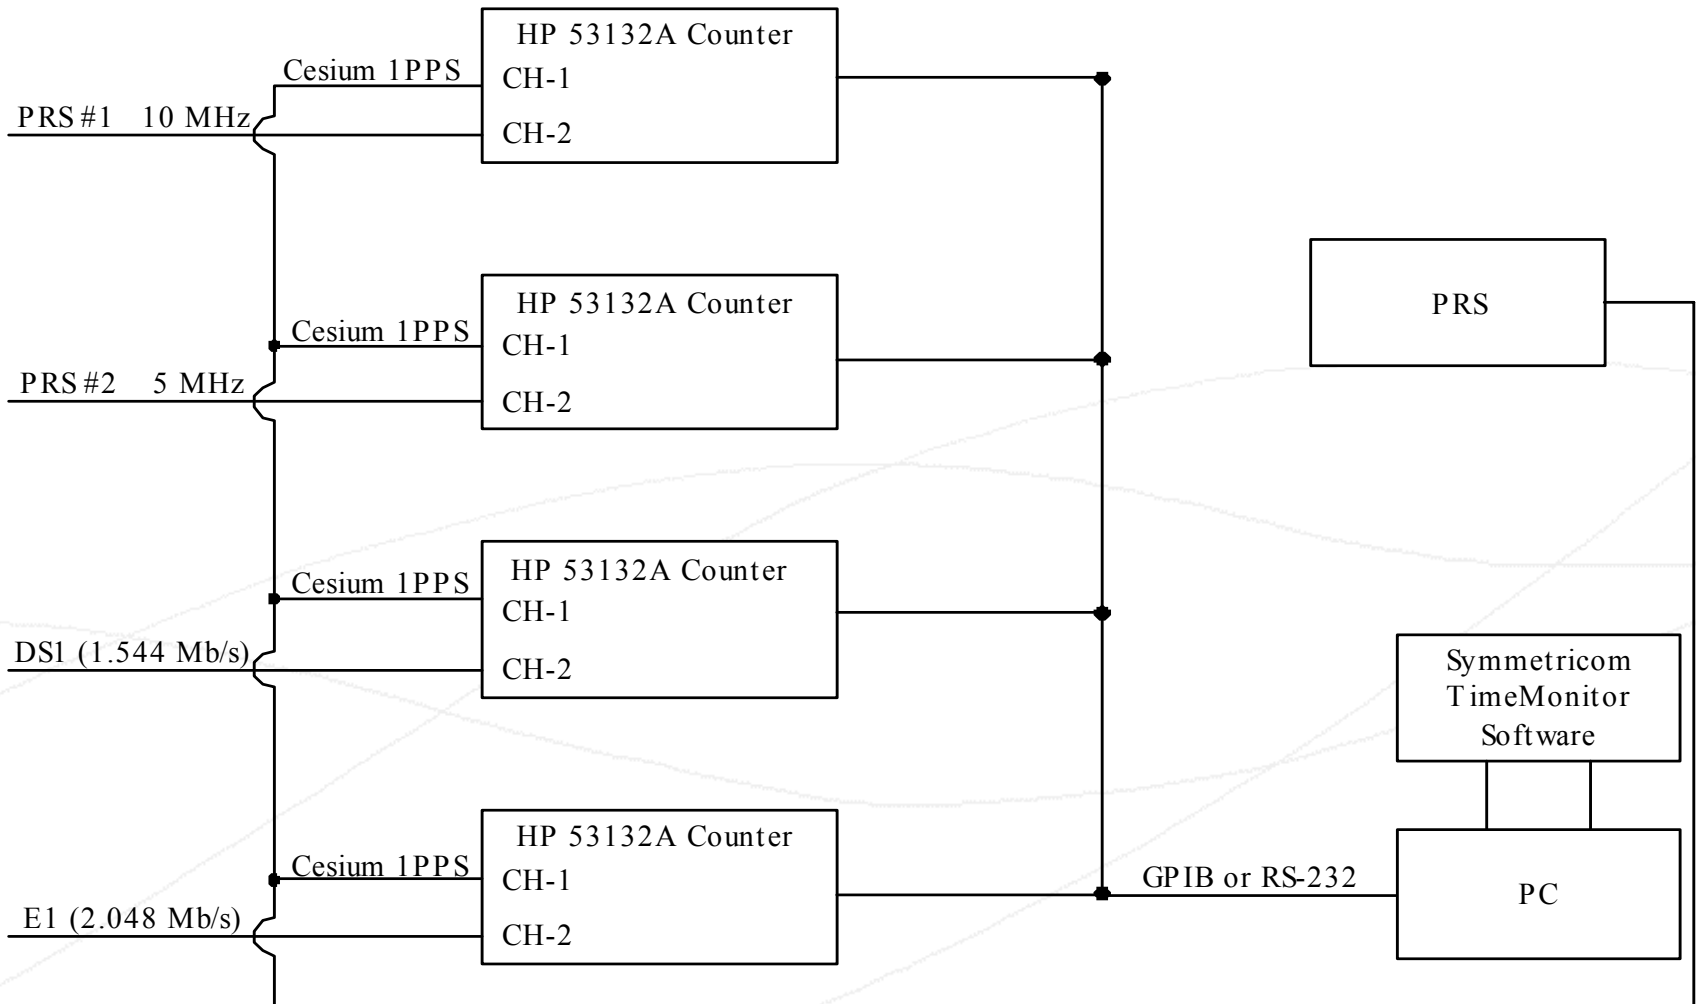 HP 53132A Counter
Cesium 1PPS
CH-1
PRS#1 10 MHz
CH-2
HP 53132A Counter
Cesium 1PPS
CH-1
PRS#2 5 MHz
CH-2
PRS
HP 53132A Counter
Cesium 1PPS
CH-1
DS1 (1.544 Mb/s)
CH-2
Symmetricom
TimeMonitor
Software
HP 53132A Counter
Cesium 1PPS
CH-1
E1 (2.048 Mb/s)
CH-2
GPIB or RS-232
PC